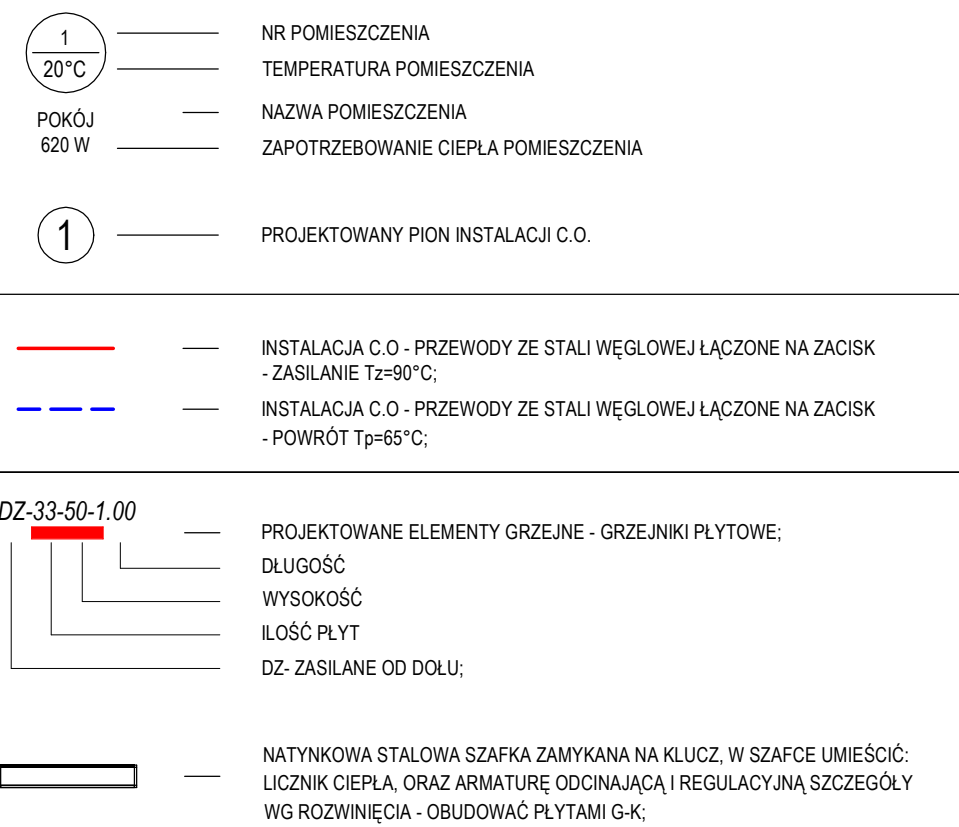 1
20°C
NR POMIESZCZENIA
TEMPERATURA POMIESZCZENIA
POKÓJ
620 W
NAZWA POMIESZCZENIA
ZAPOTRZEBOWANIE CIEPŁA POMIESZCZENIA
1
PROJEKTOWANY PION INSTALACJI C.O.
INSTALACJA C.O - PRZEWODY ZE STALI WĘGLOWEJ ŁĄCZONE NA ZACISK
- ZASILANIE Tz=90°C;
INSTALACJA C.O - PRZEWODY ZE STALI WĘGLOWEJ ŁĄCZONE NA ZACISK
- POWRÓT Tp=65°C;
DZ-33-50-1.00
PROJEKTOWANE ELEMENTY GRZEJNE - GRZEJNIKI PŁYTOWE;
DŁUGOŚĆ
WYSOKOŚĆ
ILOŚĆ PŁYT
DZ- ZASILANE OD DOŁU;
NATYNKOWA STALOWA SZAFKA ZAMYKANA NA KLUCZ, W SZAFCE UMIEŚCIĆ:
LICZNIK CIEPŁA, ORAZ ARMATURĘ ODCINAJĄCĄ I REGULACYJNĄ SZCZEGÓŁY
WG ROZWINIĘCIA - OBUDOWAĆ PŁYTAMI G-K;